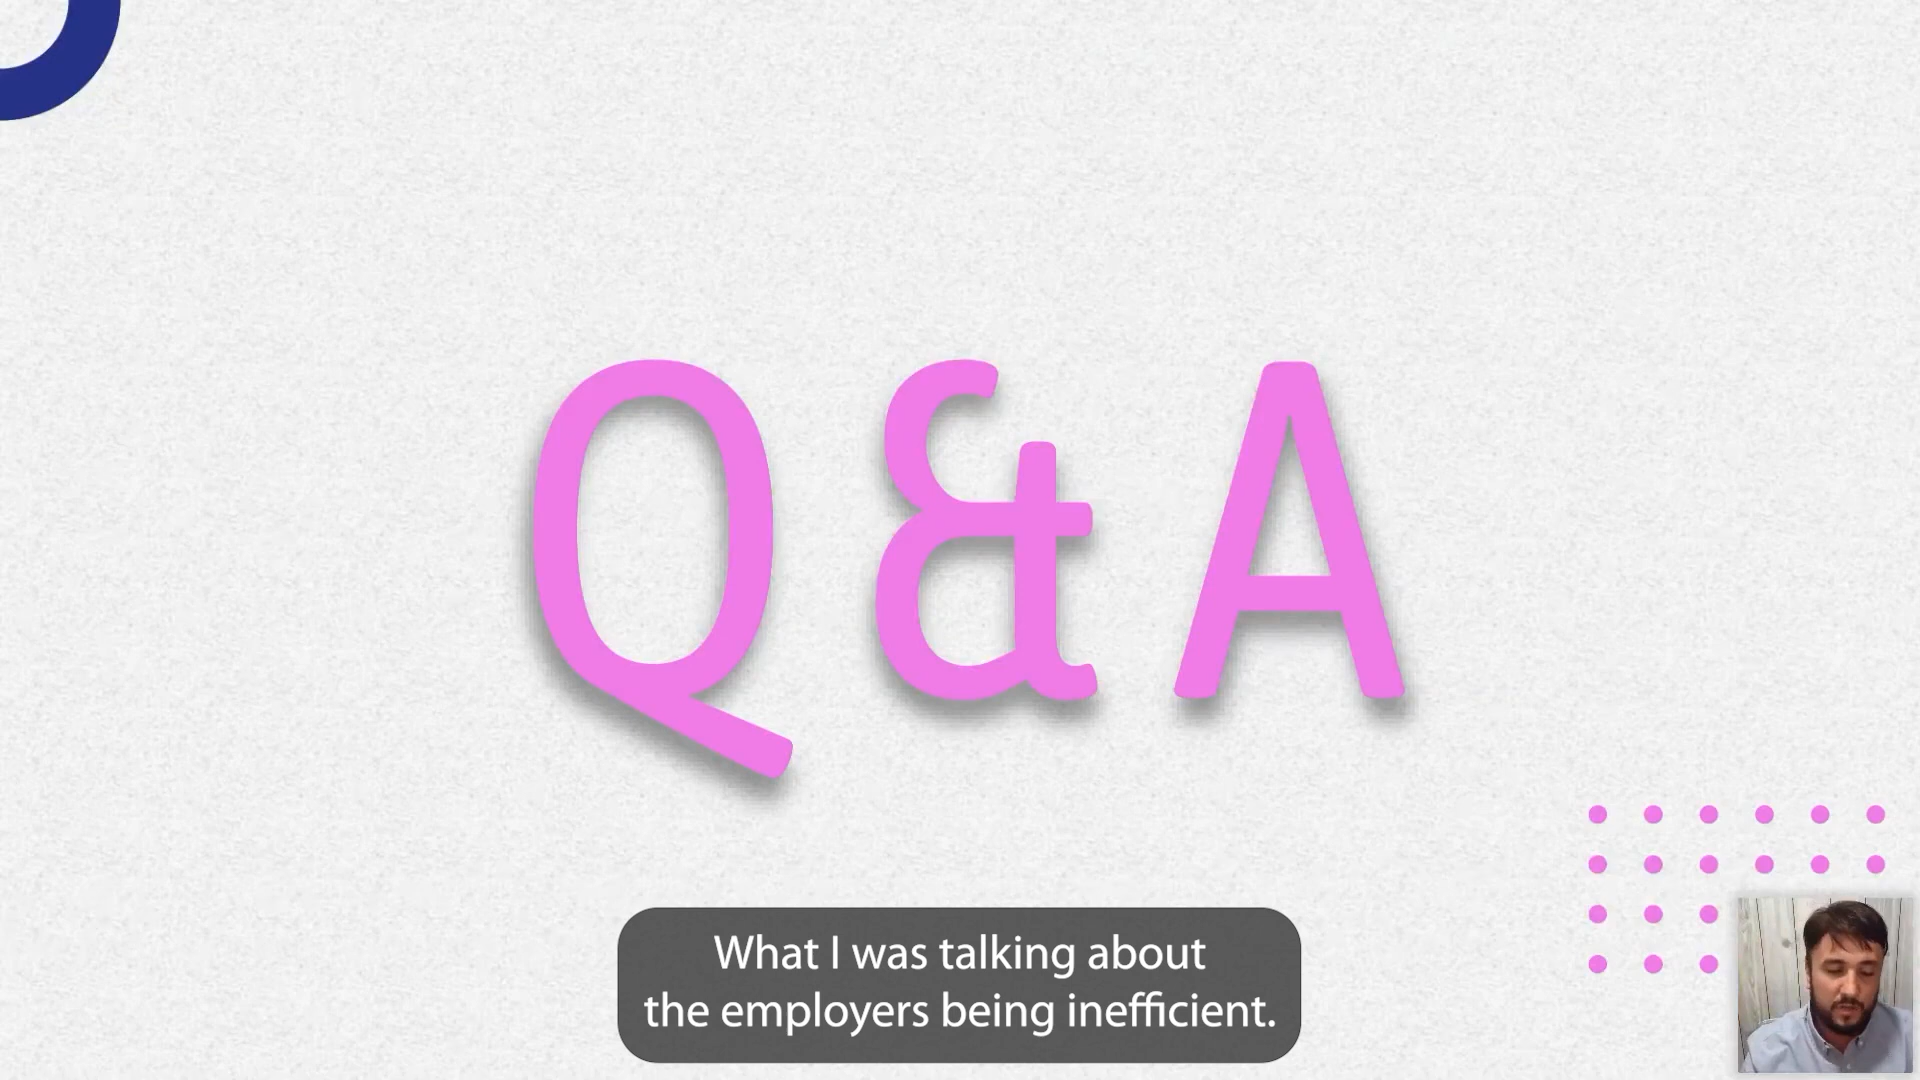 Q & A
What I was talking about
the employers being inefficient.